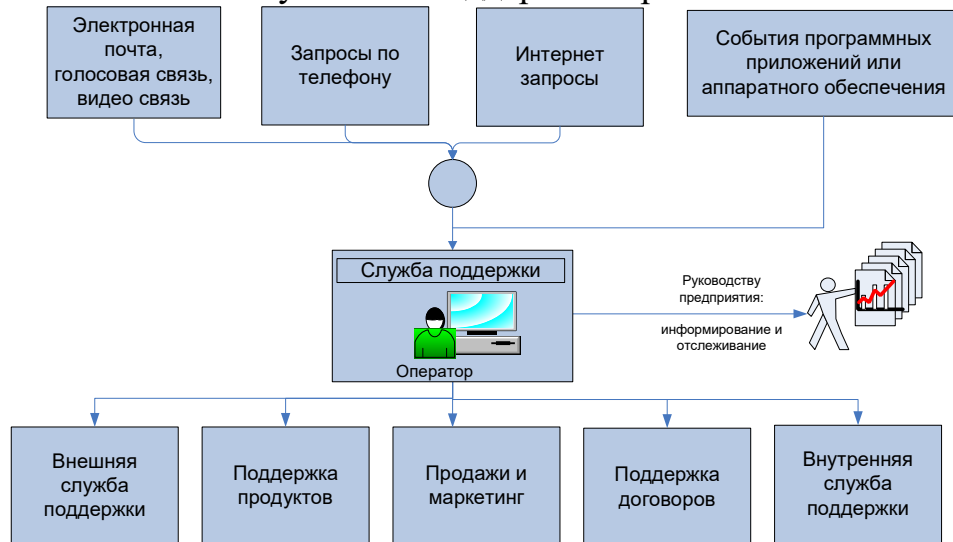 Электронная
почта,
голосовая связь,
видео связь
Запросы по
телефону
Интернет
запросы
События программных
приложений или
аппаратного обеспечения
Служба поддержки
Оператор
Руководству
предприятия:
информирование и
отслеживание
Внешняя
служба
поддержки
Поддержка
продуктов
Продажи и
маркетинг
Поддержка
договоров
Внутренняя
служба
поддержки